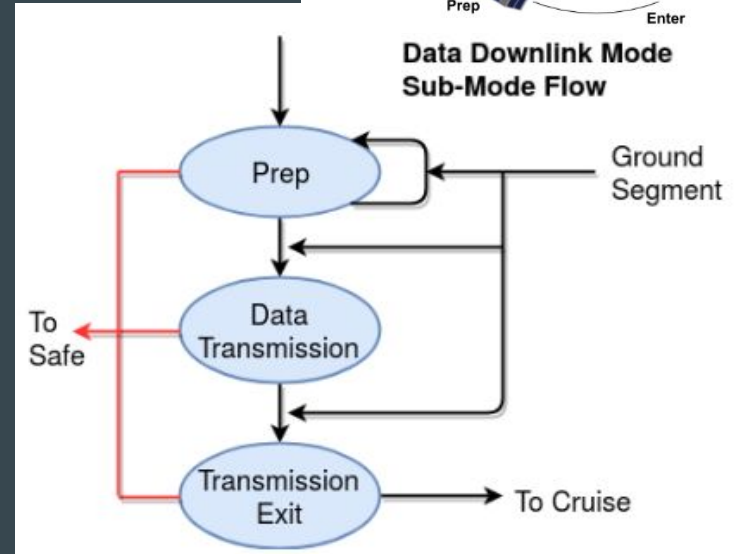 Prep
Enter
Data Downlink Mode
Sub-Mode Flow
Prep
Ground
Segment
Data
Transmission
To
Safe
Transmission
Exit
To Cruise